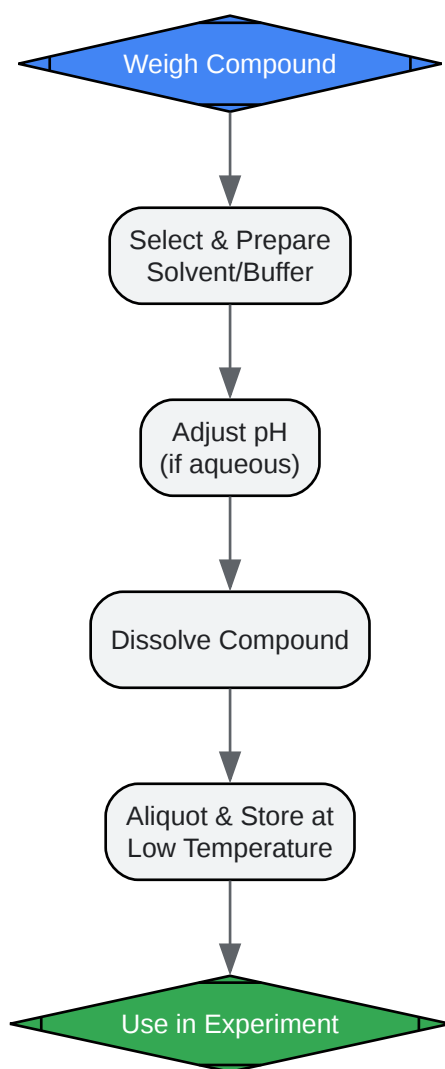 Weigh Compound
Select & Prepare
Solvent/Buffer
Adjust pH
(if aqueous)
Dissolve Compound
Aliquot & Store at
Low Temperature
Use in Experiment